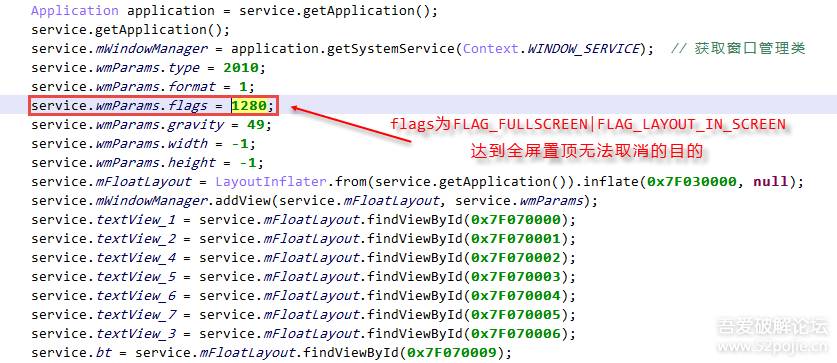 Application application = service.getApplication();
service.getApplication();
service.mWindowManager = application.getSystemService(Context.WINDOW_SERVICE);  // 获取窗口管理类
service.wmParams.type = 2010;
service.wmParams.format = 1;
service.wmParams.flags = 1280;
flags为FLAG_FULLSCREEN|FLAG_LAYOUT_IN_SCREEN
service.wmParams.gravity = 49;
达到全屏置顶无法取消的目的
service.wmParams.width = -1;
service.wmParams.height = -1;
service.mFloatLayout = LayoutInflater.from(service.getApplication()).inflate(0x7F030000, null);
service.mWindowManager.addView(service.mFloatLayout, service.wmParams);
service.textView_1 = service.mFloatLayout.findViewById(0x7F070000);
service.textView_2 = service.mFloatLayout.findViewById(0x7F070001);
service.textView_4 = service.mFloatLayout.findViewById(0x7F070002);
service.textView_5 = service.mFloatLayout.findViewById(0x7F070003);
service.textView_6 = service.mFloatLayout.findViewById(0x7F070004);
service.textView_7 = service.mFloatLayout.findViewById(0x7F070005);
service.textView_3 = service.mFloatLayout.findViewById(0x7F070006);
service.bt = service.mFloatLayout.findViewById(0x7F070009);
吾爱破解论坛
www.52pojie.cn